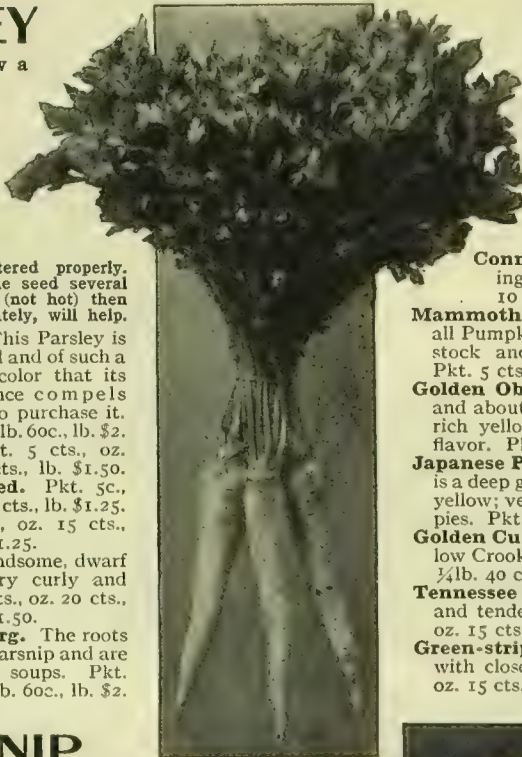 EY
w a
tered properly.
e seed several
(not hot) then
ately, will help.
This Parsley is
l and of such a
color that its
nce compels
o purchase it.
lb. 60c., lb. $2.
t. 5 cts., oz.
cts., lb. $1.50.
ed. Pkt. 5c.,
cts., lb. $1.25.
, oz. 15 cts.,
1.25.
ndsome, dwarf
ry curly and
ts., oz. 20 cts.,
1.50.
rg. The roots
arsnip and are
soups. Pkt.
b. 60c., lb. $2.
NIP
Conn
ing
10
Mammoth
all Pumpk
stock and
Pkt. 5 cts
Golden Ob
and about
rich yello
flavor. P
Japanese P
is a deep g
yellow; ve
pies. Pkt
Golden Cu
low Crook
¼lb. 40 c
Tennessee
and tende
oz. 15 cts
Green-strip
with close
oz. 15 cts.